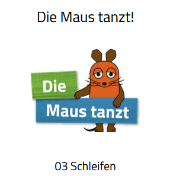 Die Maus tanzt!
Die
Maus tanzt
03 Schleifen